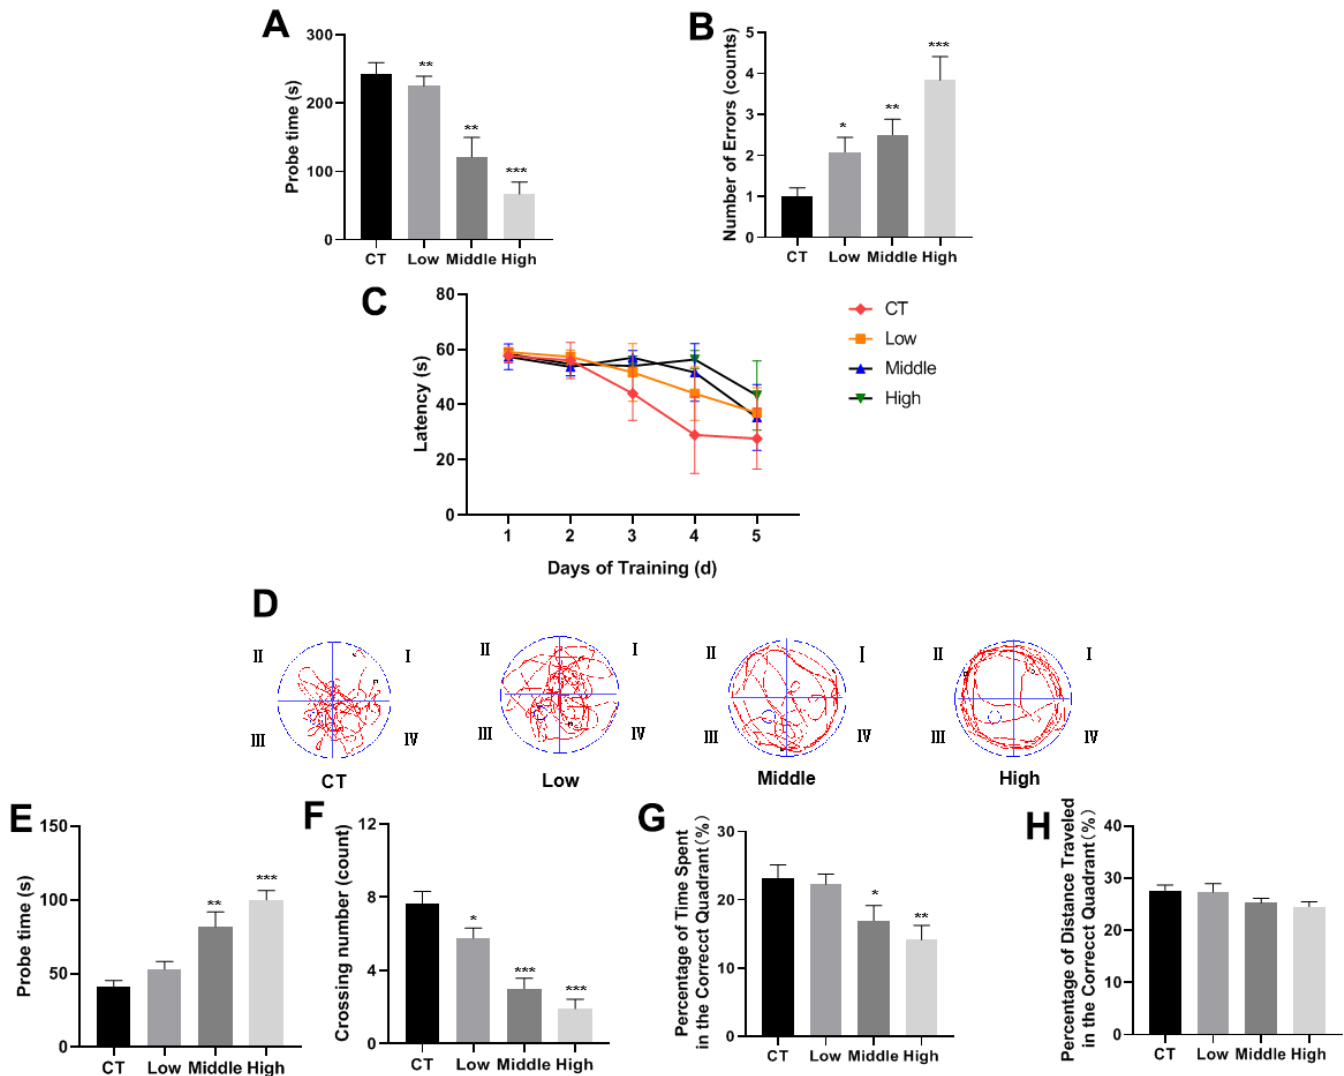 A
Probe time (s)
300
200
100
0
**
**
***
CT Low Middle High
B
Number of Errors (counts)
5
4
3
2
1
0
*
**
***
CT Low Middle High
C
Latency (s)
80
60
40
20
0
1 2 3 4 5
Days of Training (d)
CT
Low
Middle
High
D
II I
III IV
CT
II I
III IV
Low
II I
III IV
Middle
II I
III IV
High
E
Probe time (s)
150
100
50
0
**
***
CT Low Middle High
F
Crossing number (count)
12
8
4
0
*
***
***
CT Low Middle High
G
Percentage of Time Spent
in the Correcct Quadrant(%)
30
20
10
0
*
**
CT Low Middle High
H
Percentage of Distance Traveled
in the Correcct Quadrant(%)
40
30
20
10
0
CT Low Middle High